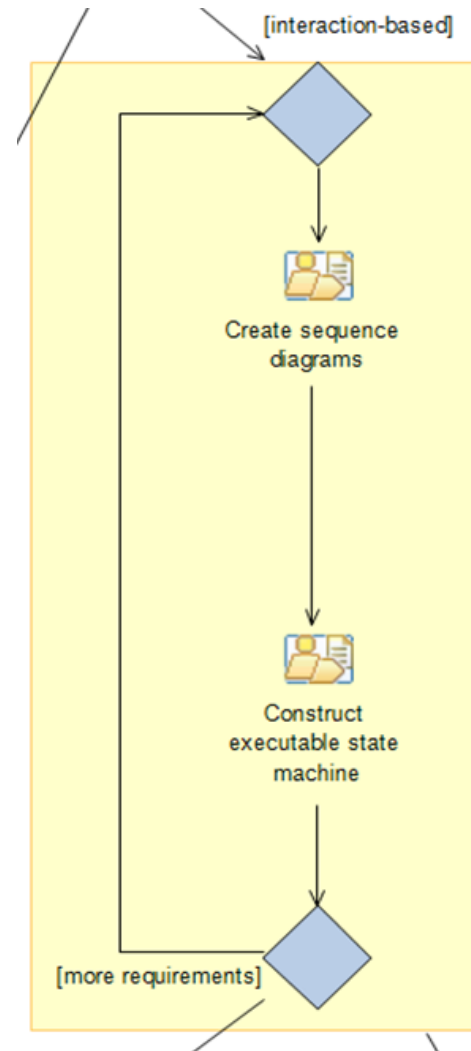 [interaction-based]
Create sequence
diagrams
Construct
executable state
machine
[more requirements]